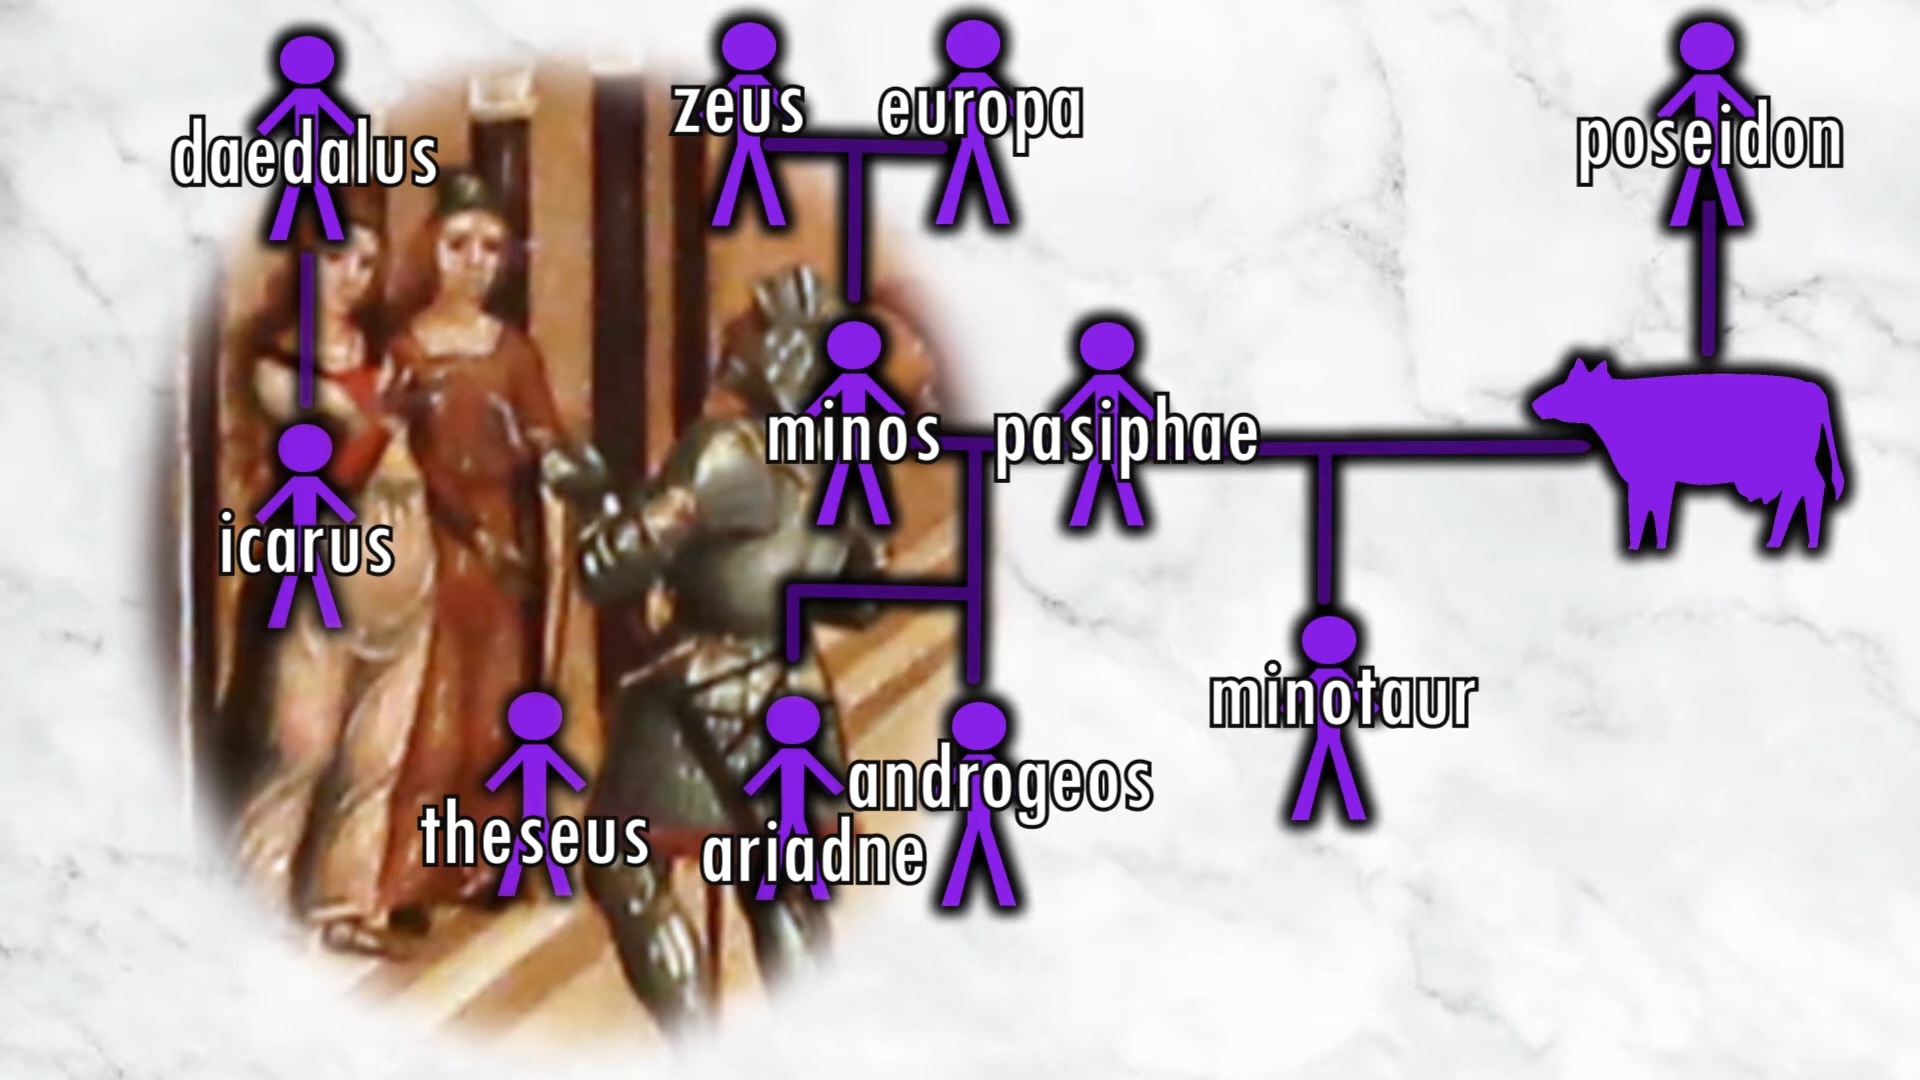 daedalus
zeus
europa
poseidon
minos
pasiphae
icarus
minotaur
theseus
ariadne
androgeos